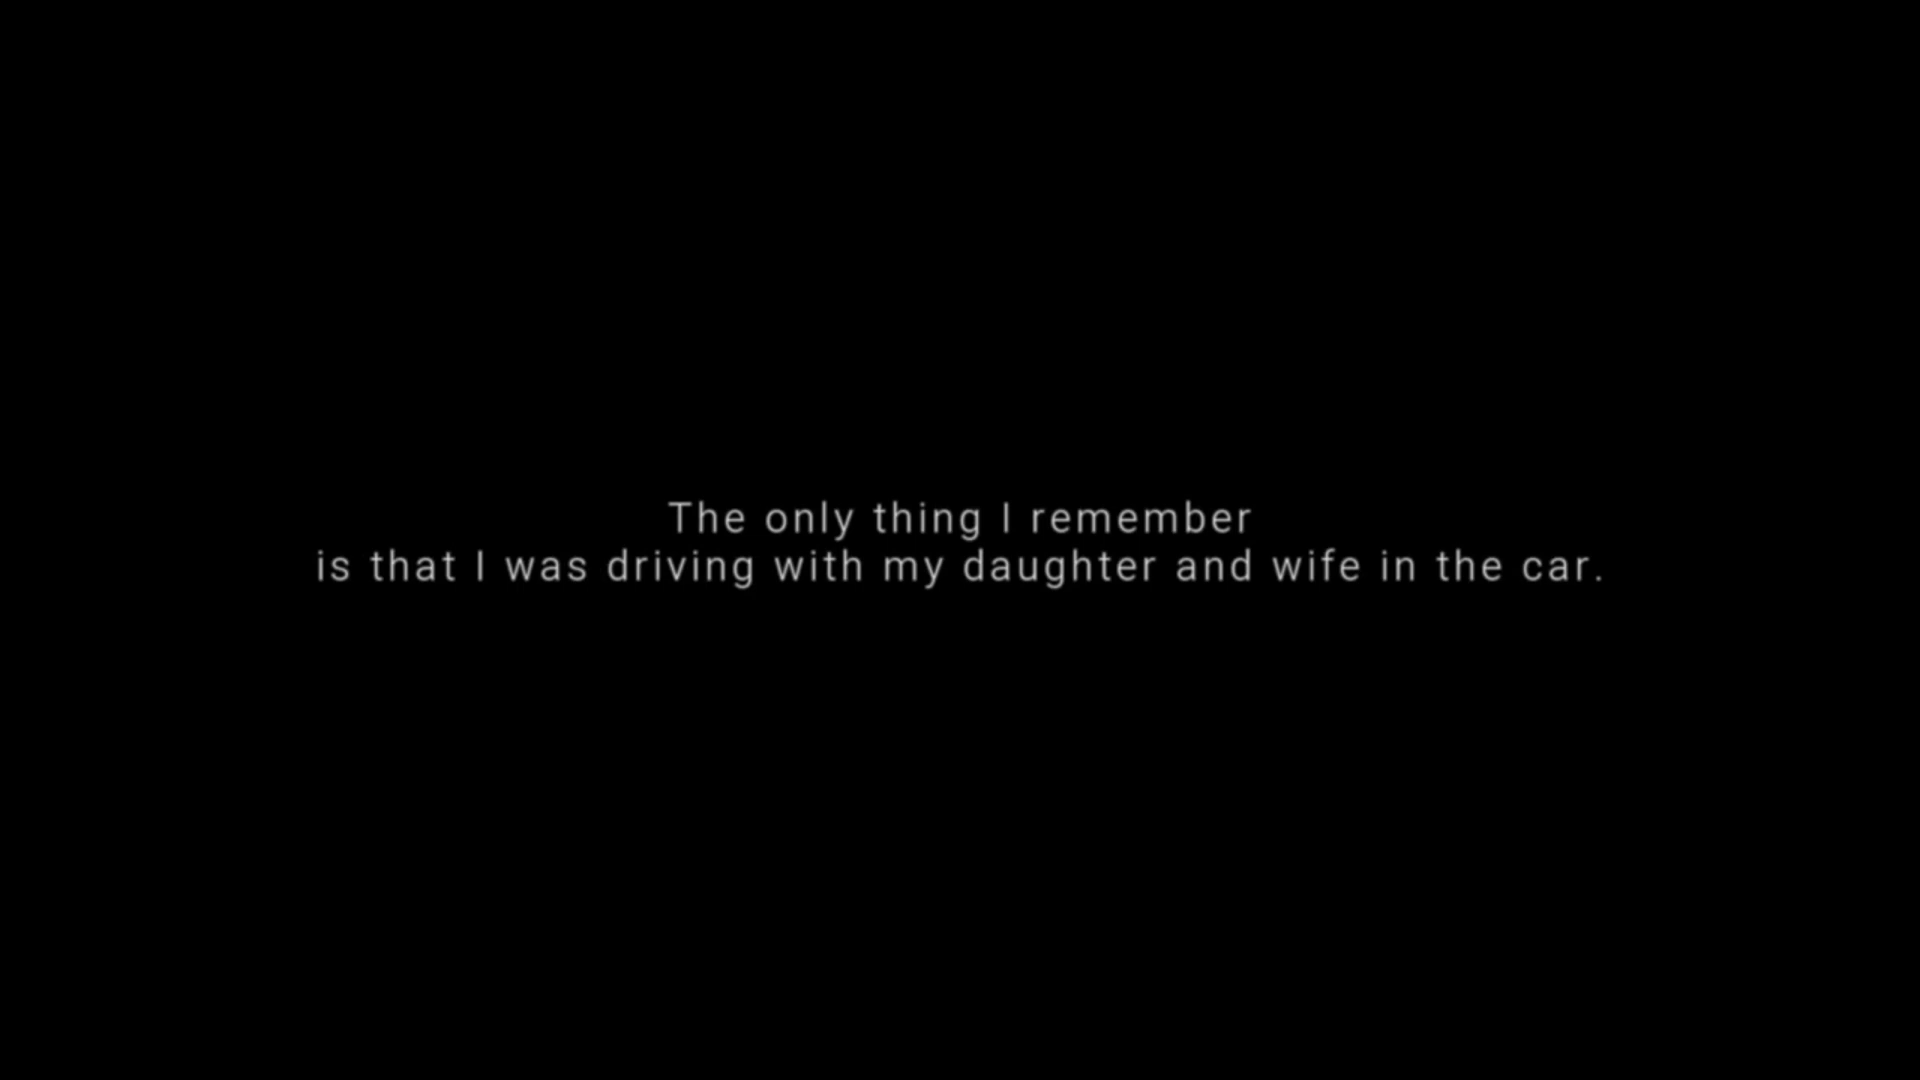 The only thing I remember
is that I was driving with my daughter and wife in the car.